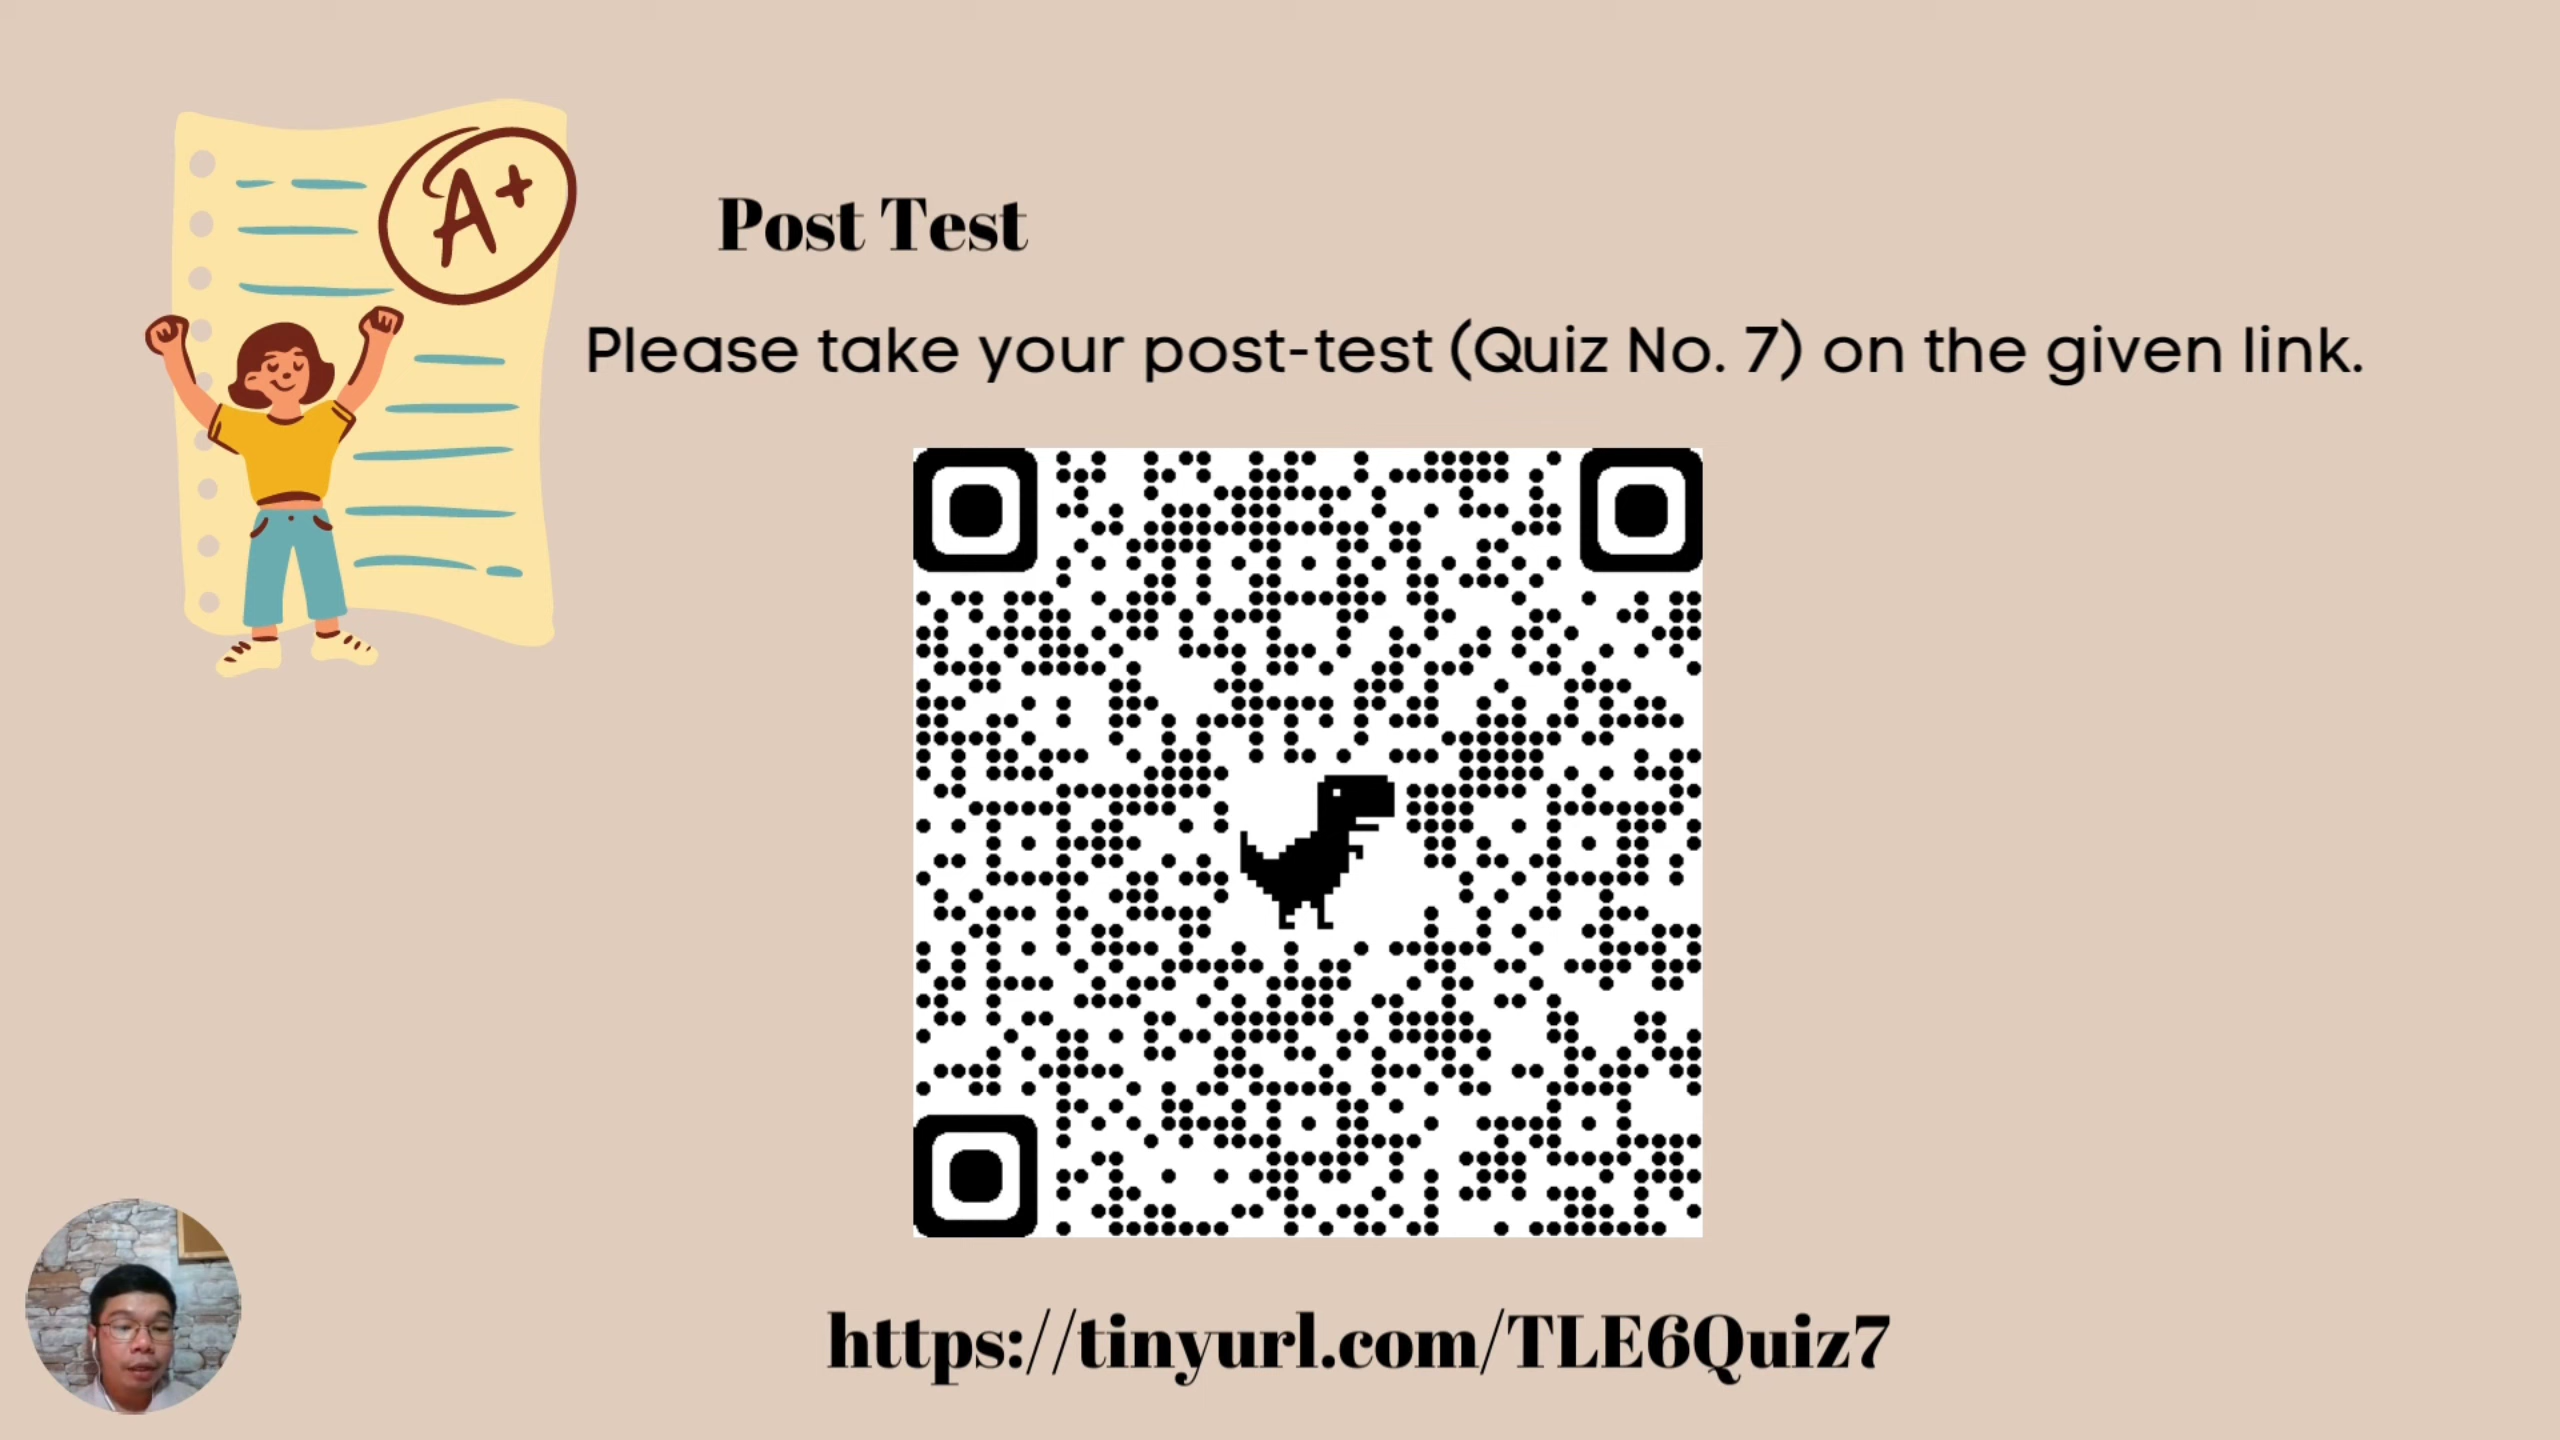 A+
Post Test
Please take your post-test (Quiz No. 7) on the given link.
https://tinyurl.com/TLE6Quiz7